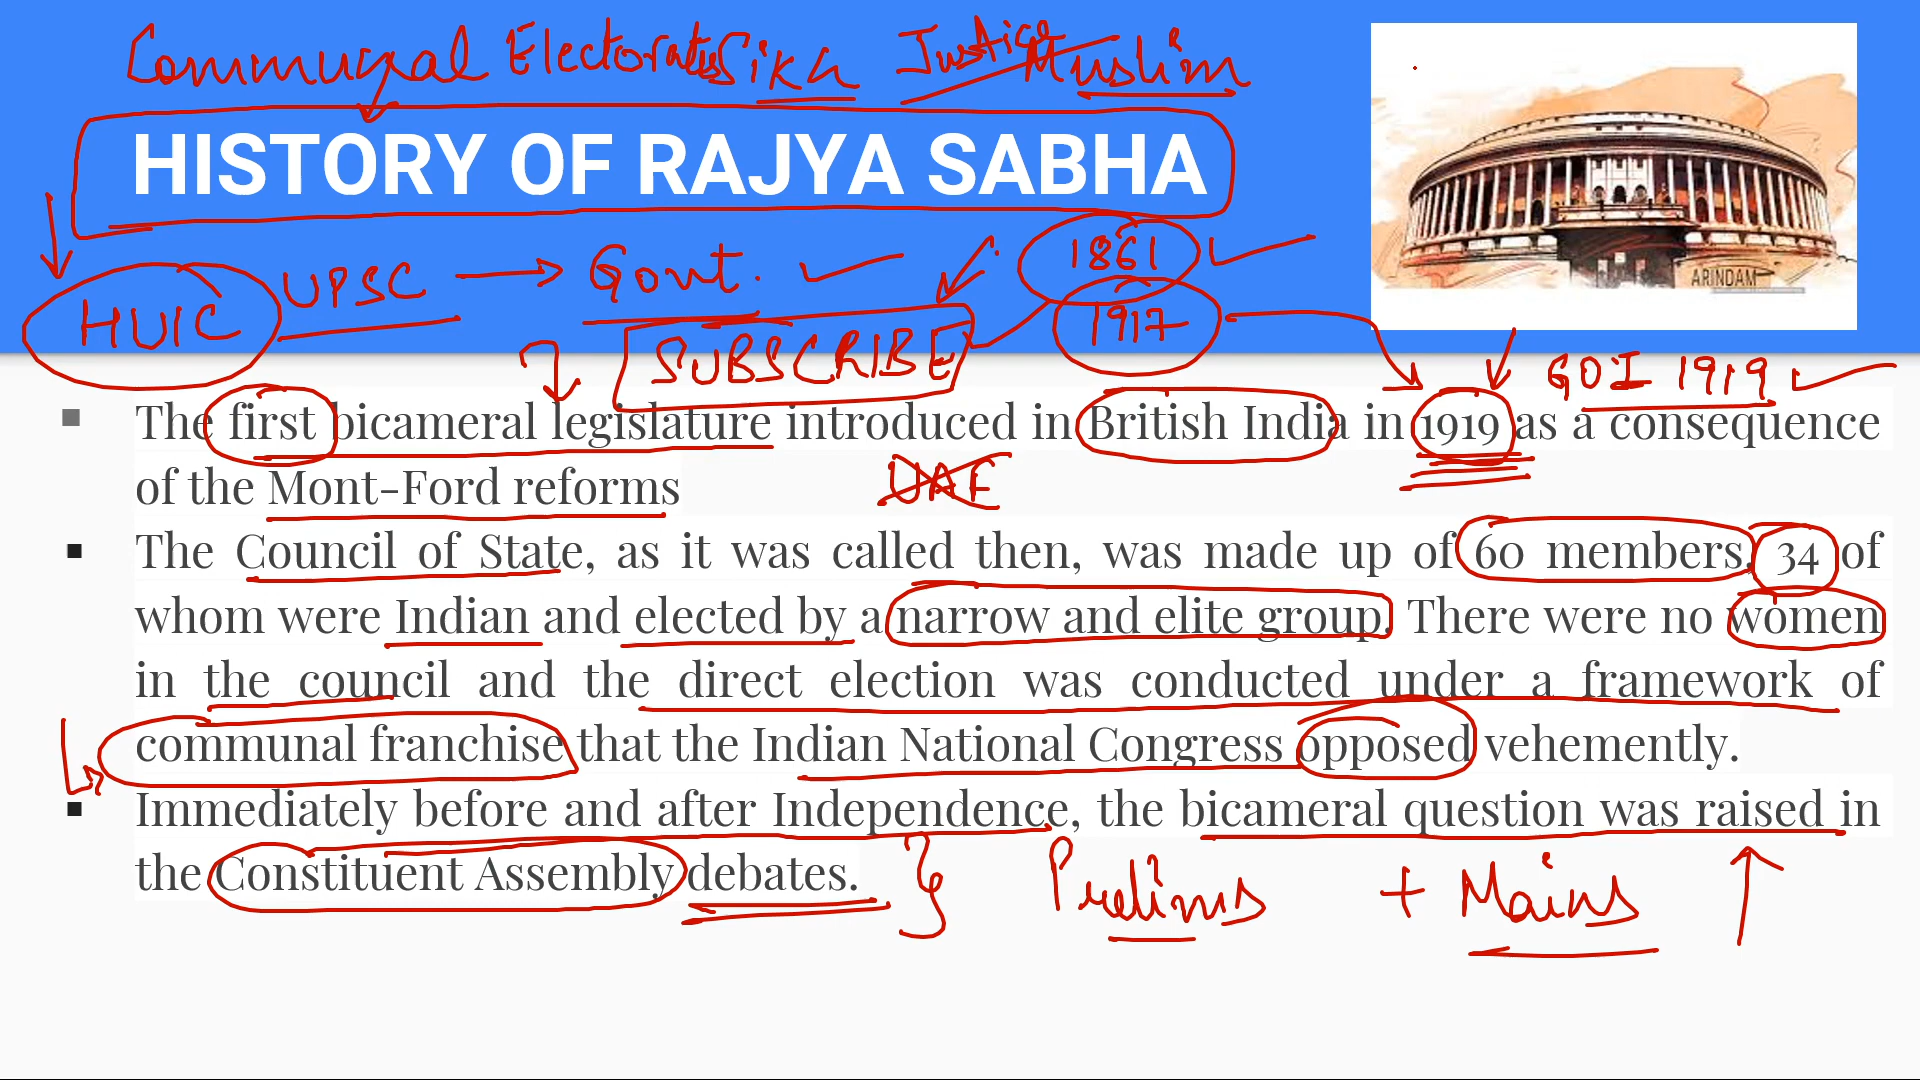 Communal Electorates Sikh Justice Muslim
HISTORY OF RAJYA SABHA
1861
UPSC → Govt.
HUIC
1917
SUBSCRIBE
GOI 1919
ARINDAM
▪ The first bicameral legislature introduced in British India in 1919 as a consequence
of the Mont-Ford reforms
UAE
▪ The Council of State, as it was called then, was made up of 60 members, 34 of
whom were Indian and elected by a narrow and elite group. There were no women
in the council and the direct election was conducted under a framework of
communal franchise that the Indian National Congress opposed vehemently.
▪ Immediately before and after Independence, the bicameral question was raised in
the Constituent Assembly debates.
Prelims + Mains ↑